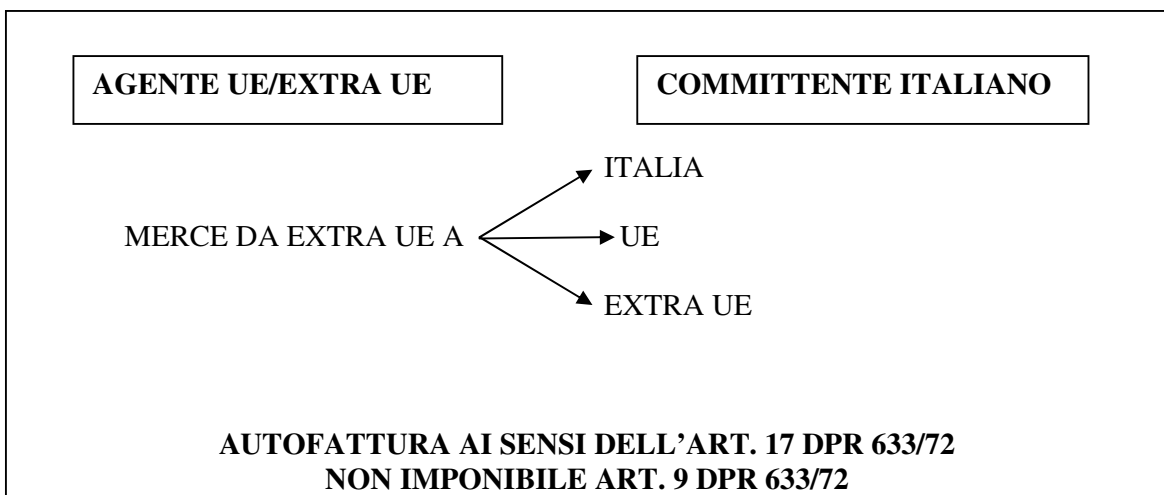 AGENTE UE/EXTRA UE
COMMITTENTE ITALIANO
ITALIA
MERCE DA EXTRA UE A
UE
EXTRA UE
AUTOFATTURA AI SENSI DELL'ART. 17 DPR 633/72
NON IMPONIBILE ART. 9 DPR 633/72